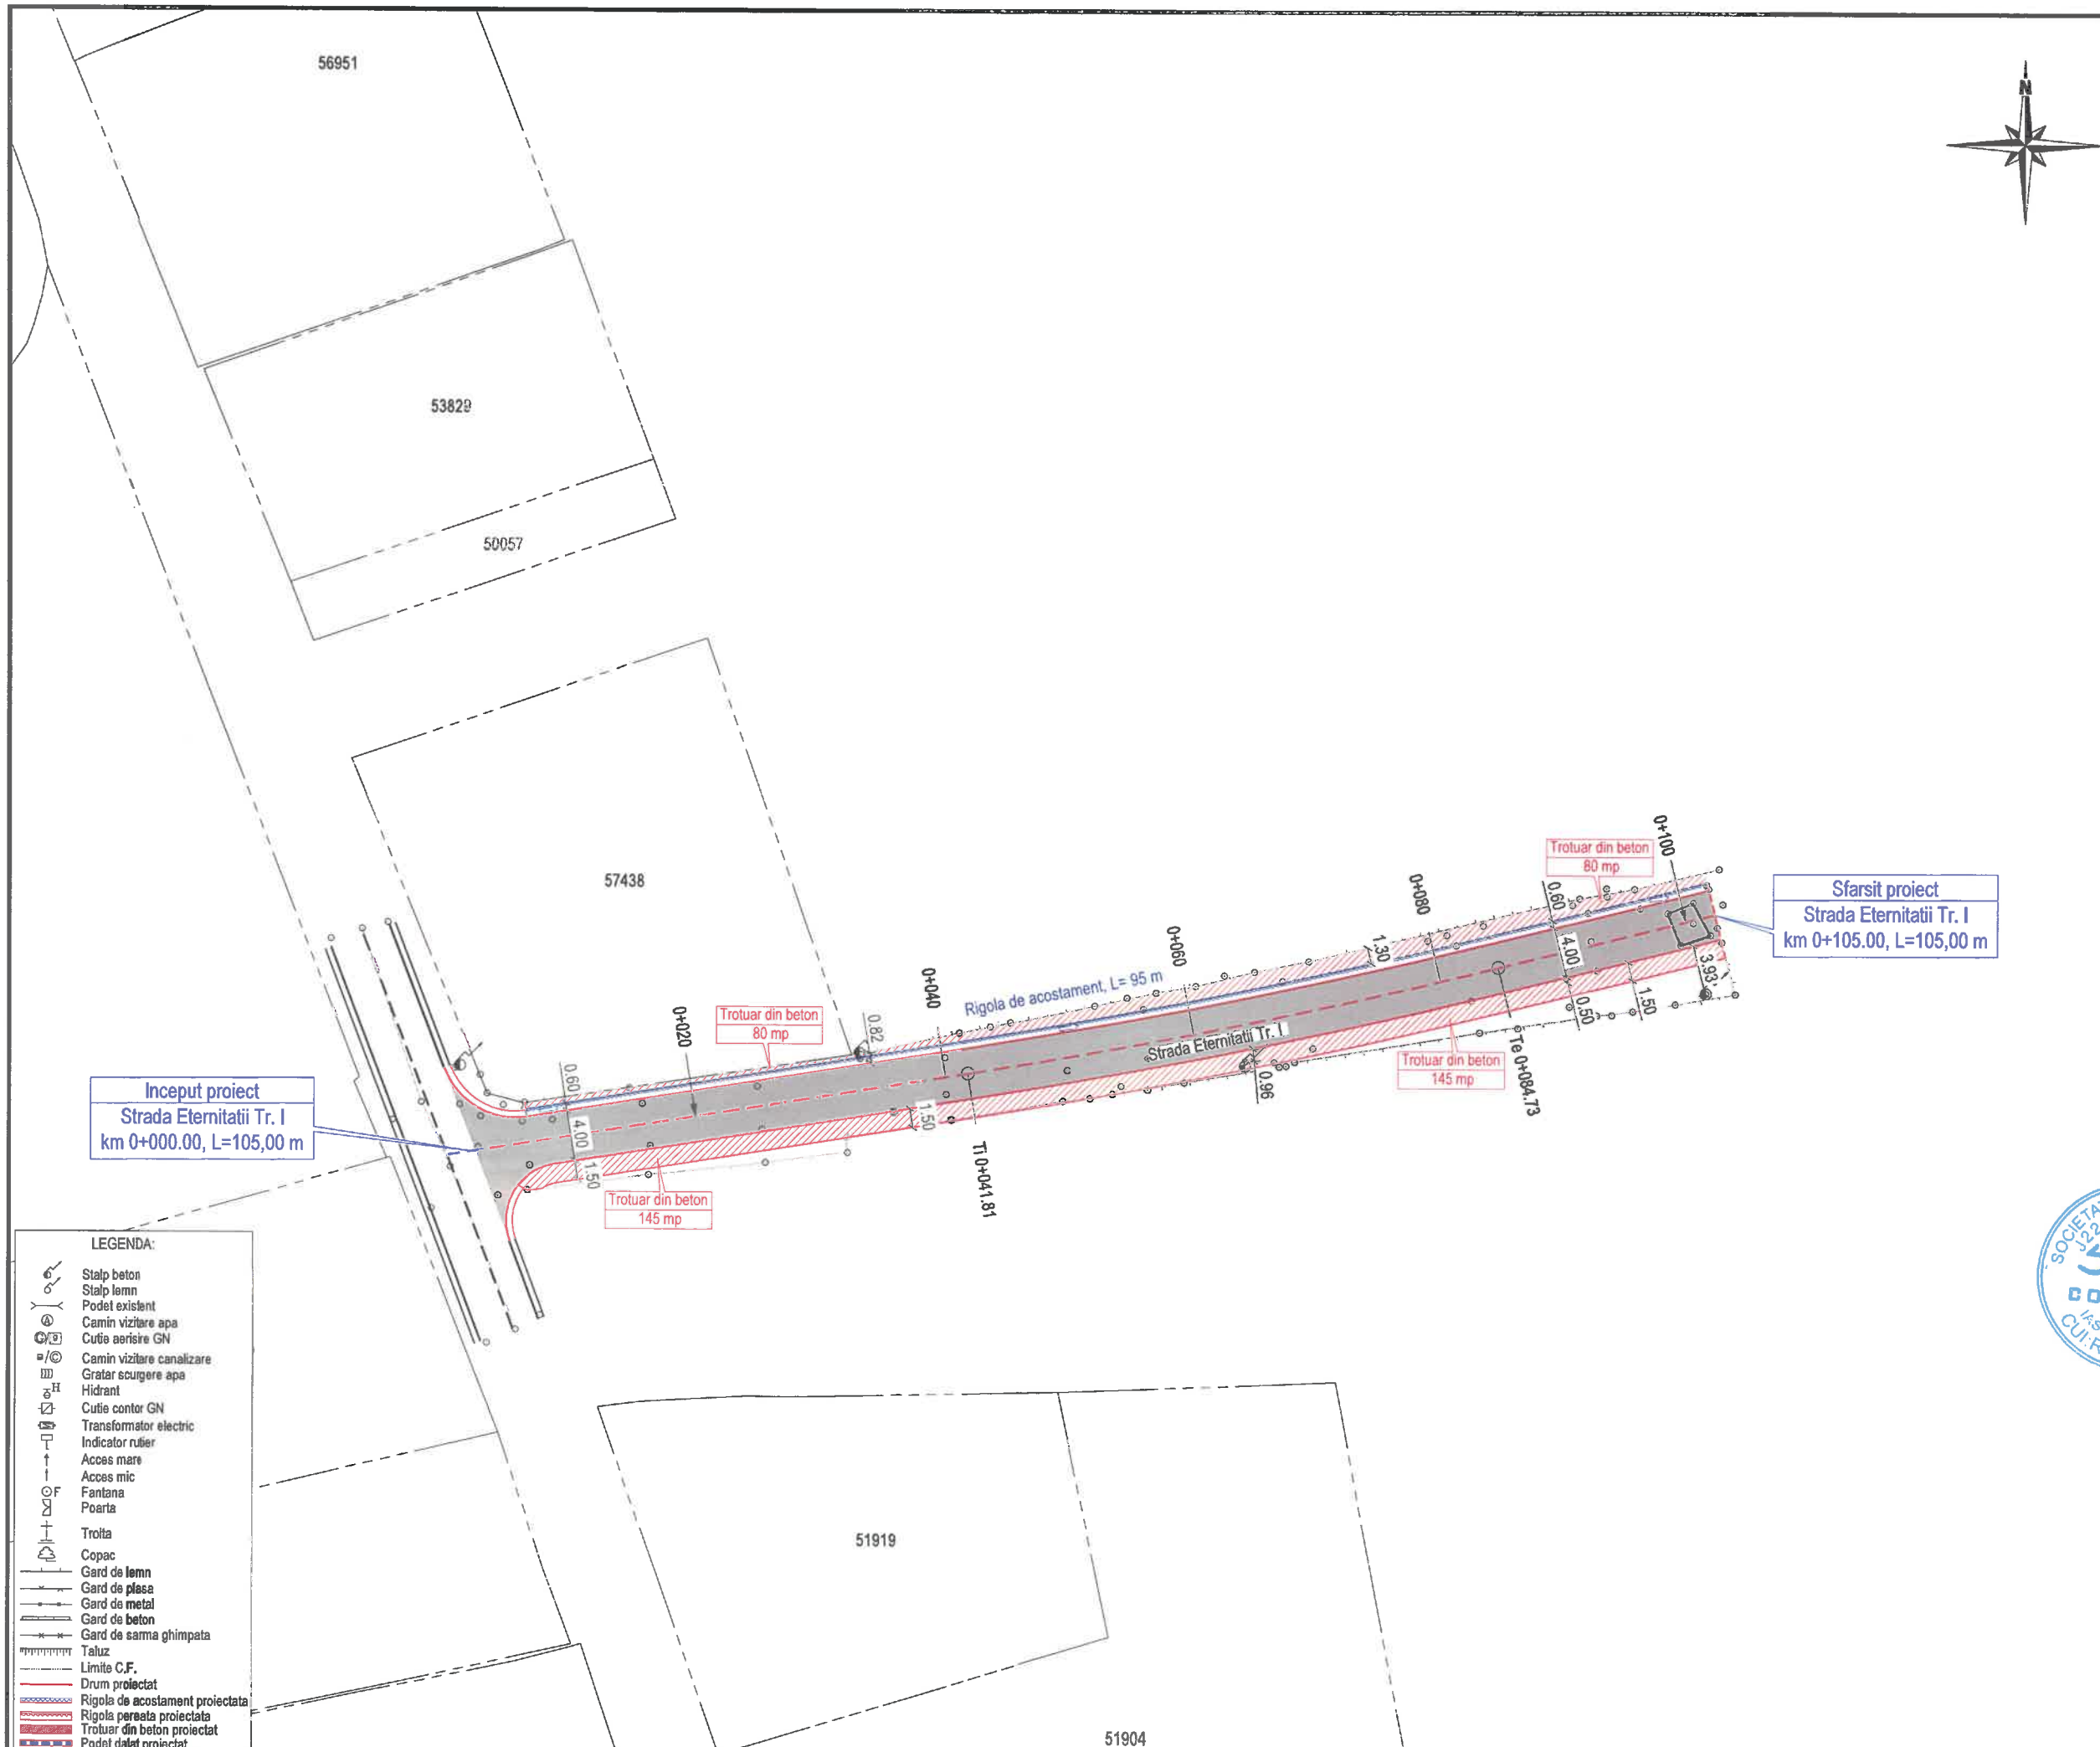 56951
N
53829
50057
57438
0+100
Trotuar din beton
80 mp
0+080
0.60
Sfarsit proiect
Strada Eternitatii Tr. I
km 0+105.00, L=105,00 m
0+060
1.30
4.00
3.93
0+040
Rigola de acostament, L= 95 m
0.50
1.50
0+020
Trotuar din beton
80 mp
0.82
Strada Eternitatii Tr. I
0.96
Te 0+084.73
Trotuar din beton
145 mp
Inceput proiect
Strada Eternitatii Tr. I
km 0+000.00, L=105,00 m
0.60
4.00
1.50
1.50
Ti 0+041.81
Trotuar din beton
145 mp
LEGENDA:
Stalp beton
Stalp lemn
Podet existent
A Camin vizitare apa
Cutie aerisire GN
Camin vizitare canalizare
Gratar scurgere apa
H Hidrant
Cutie contor GN
Transformator electric
Indicator rutier
Acces mare
Acces mic
F Fantana
Poarta
Troita
Copac
Gard de lemn
Gard de plasa
Gard de metal
Gard de beton
Gard de sarma ghimpata
Taluz
Limite C.F.
Drum proiectat
Rigola de acostament proiectata
Rigola pereata proiectata
Trotuar din beton proiectat
Podet dalat proiectat
51919
51904
SOCIETA
J22
CO
IAS
CUI:R